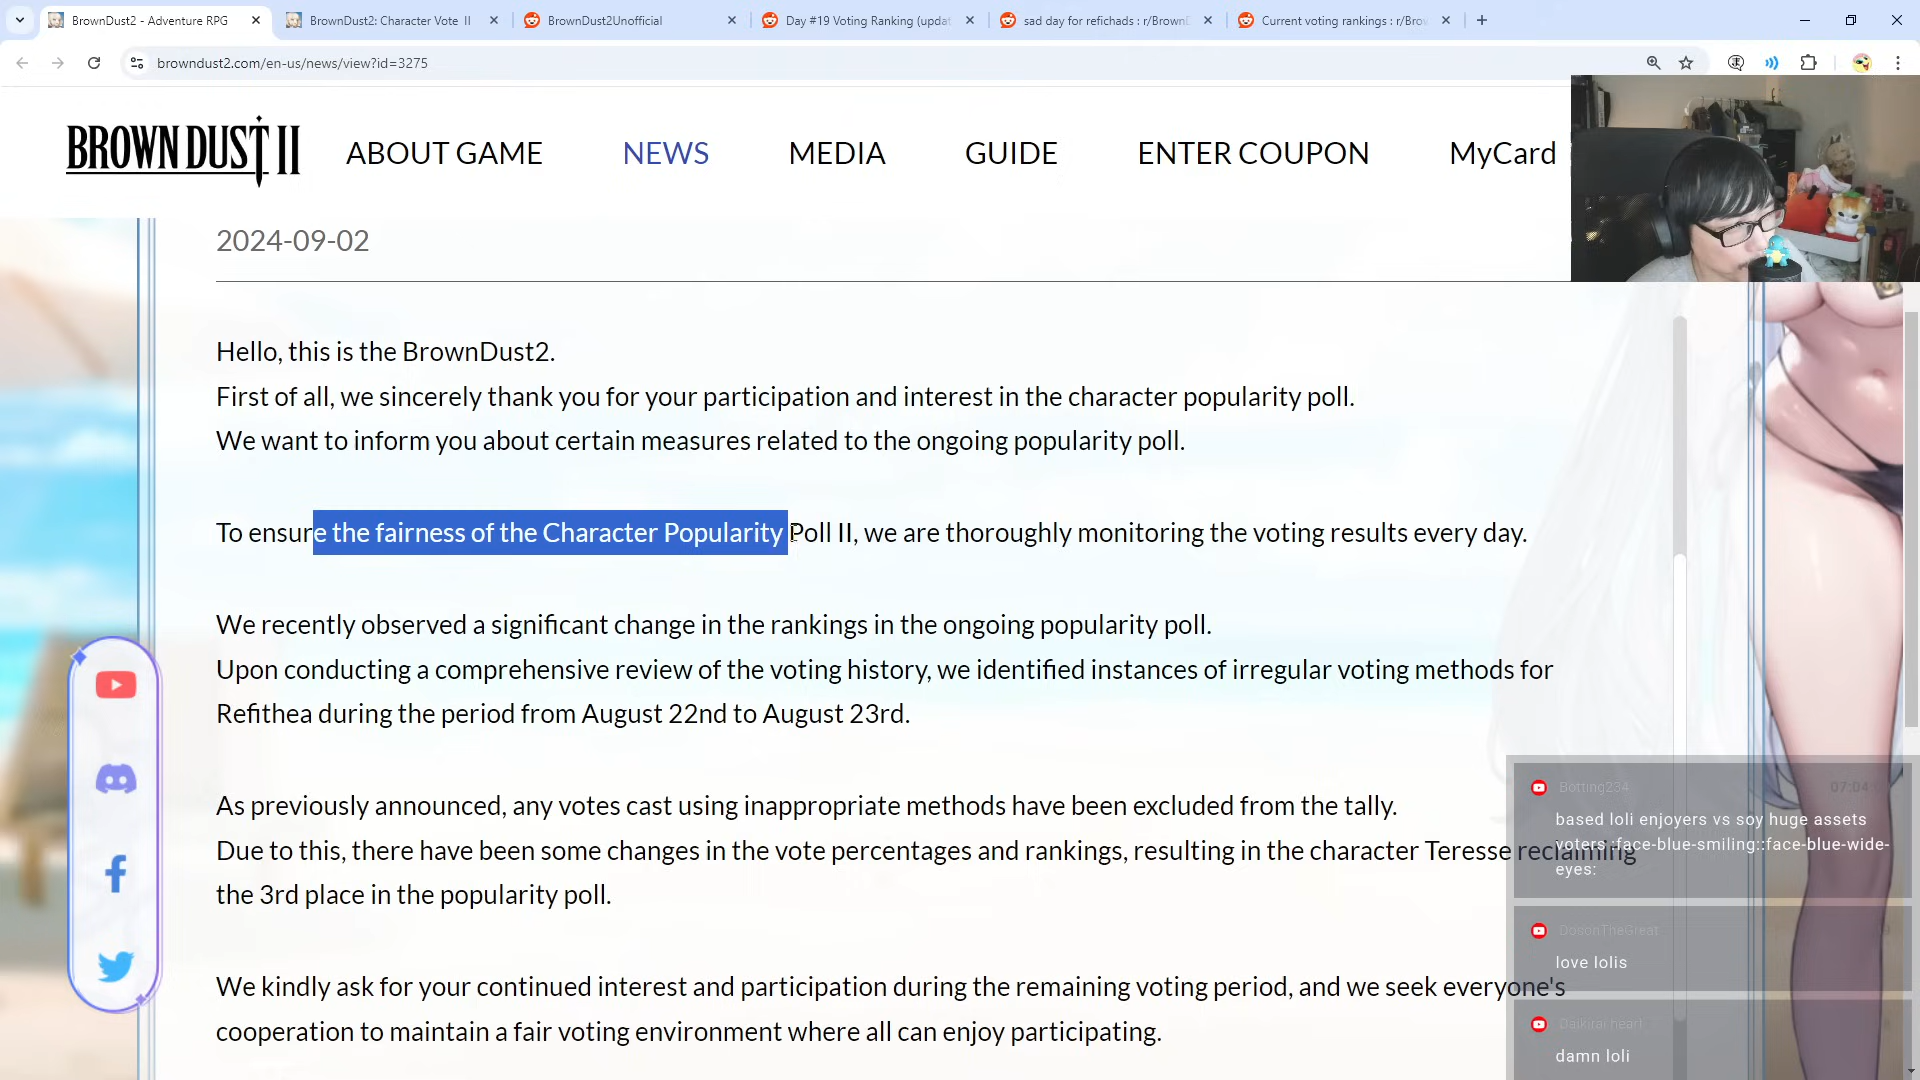 BrownDust2 - Adventure RPG
BrownDust2: Character Vote II
BrownDust2Unofficial
Day #19 Voting Ranking (updat
sad day for refichads : r/Brown
Current voting rankings : r/Brow
browndust2.com/en-us/news/view?id=3275
BROWN DUST II
ABOUT GAME
NEWS
MEDIA
GUIDE
ENTER COUPON
MyCard
2024-09-02
Hello, this is the BrownDust2.
First of all, we sincerely thank you for your participation and interest in the character popularity poll.
We want to inform you about certain measures related to the ongoing popularity poll.
To ensure the fairness of the Character Popularity Poll II, we are thoroughly monitoring the voting results every day.
We recently observed a significant change in the rankings in the ongoing popularity poll.
Upon conducting a comprehensive review of the voting history, we identified instances of irregular voting methods for
Refithea during the period from August 22nd to August 23rd.
As previously announced, any votes cast using inappropriate methods have been excluded from the tally.
Due to this, there have been some changes in the vote percentages and rankings, resulting in the character Teresse reclaiming
the 3rd place in the popularity poll.
We kindly ask for your continued interest and participation during the remaining voting period, and we seek everyone's
cooperation to maintain a fair voting environment where all can enjoy participating.
Botting234
07:04
based loli enjoyers vs soy huge assets
voters :face-blue-smiling::face-blue-wide-
eyes:
DosonTheGreat
love lolis
damn loli